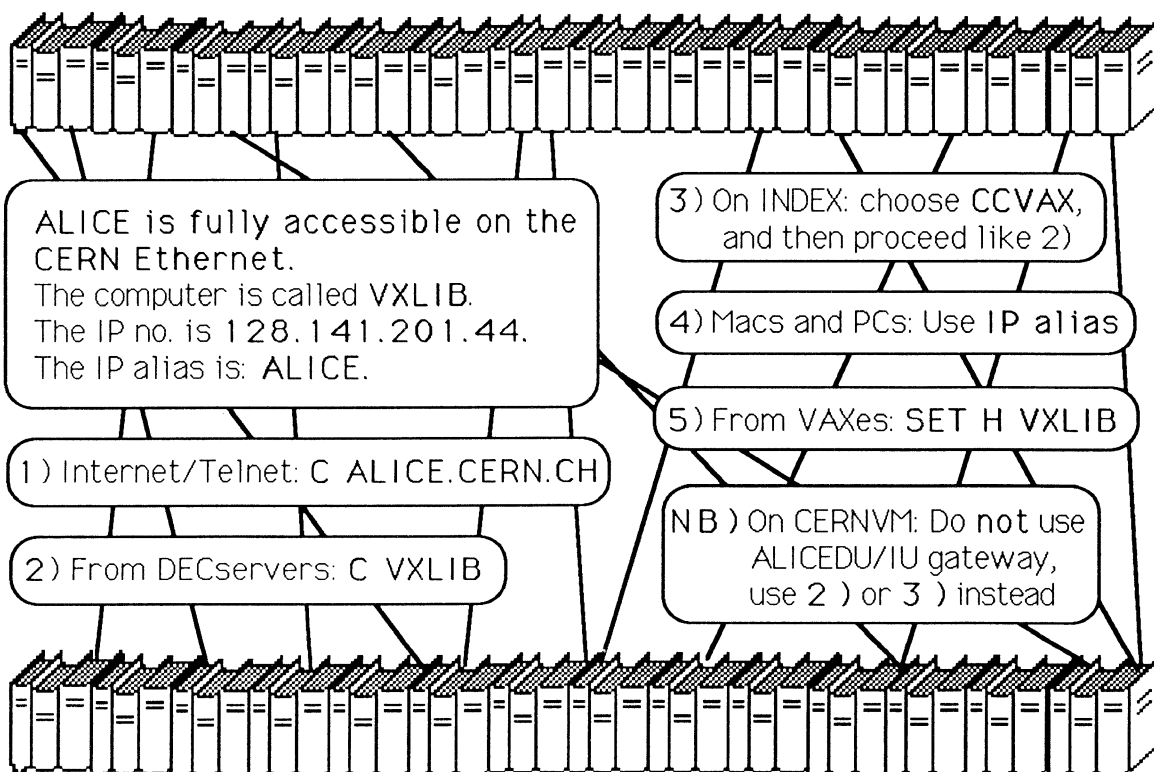 ALICE is fully accessible on the
CERN Ethernet.
The computer is called VXLIB.
The IP no. is 128.141.201.44.
The IP alias is: ALICE.
1) Internet/Telnet: C ALICE.CERN.CH
2) From DECservers: C VXLIB
3) On INDEX: choose CCVAX,
and then proceed like 2)
4) Macs and PCs: Use IP alias
5) From VAXes: SET H VXLIB
NB) On CERNVM: Do not use
ALICEDU/IU gateway,
use 2) or 3) instead